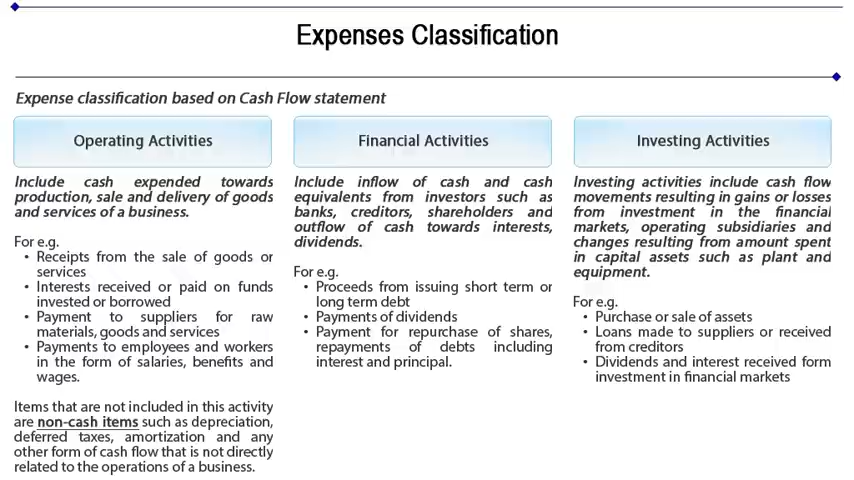 Expenses Classification
Expense classification based on Cash Flow statement
Operating Activities
Include cash expended towards
production, sale and delivery of goods
and services of a business.
For e.g.
• Receipts from the sale of goods or
services
• Interests received or paid on funds
invested or borrowed
• Payment to suppliers for raw
materials, goods and services
• Payments to employees and workers
in the form of salaries, benefits and
wages.
Items that are not included in this activity
are non-cash items such as depreciation,
deferred taxes, amortization and any
other form of cash flow that is not directly
related to the operations of a business.
Financial Activities
Include inflow of cash and cash
equivalents from investors such as
banks, creditors, shareholders and
outflow of cash towards interests,
dividends.
For e.g.
• Proceeds from issuing short term or
long term debt
• Payments of dividends
• Payment for repurchase of shares,
repayments of debts including
interest and principal.
Investing Activities
Investing activities include cash flow
movements resulting in gains or losses
from investment in the financial
markets, operating subsidiaries and
changes resulting from amount spent
in capital assets such as plant and
equipment.
For e.g.
• Purchase or sale of assets
• Loans made to suppliers or received
from creditors
• Dividends and interest received form
investment in financial markets